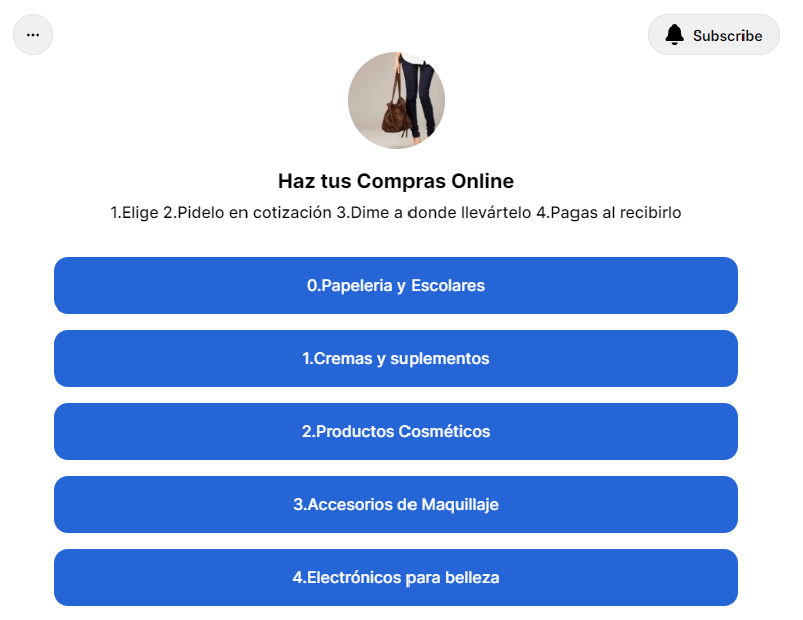 ...
Subscribe
Haz tus Compras Online
1.Elige 2.Pidelo en cotización 3.Dime a donde llevártelo 4.Pagas al recibirlo
0.Papeleria y Escolares
1.Cremas y suplementos
2.Productos Cosméticos
3.Accesorios de Maquillaje
4.Electrónicos para belleza